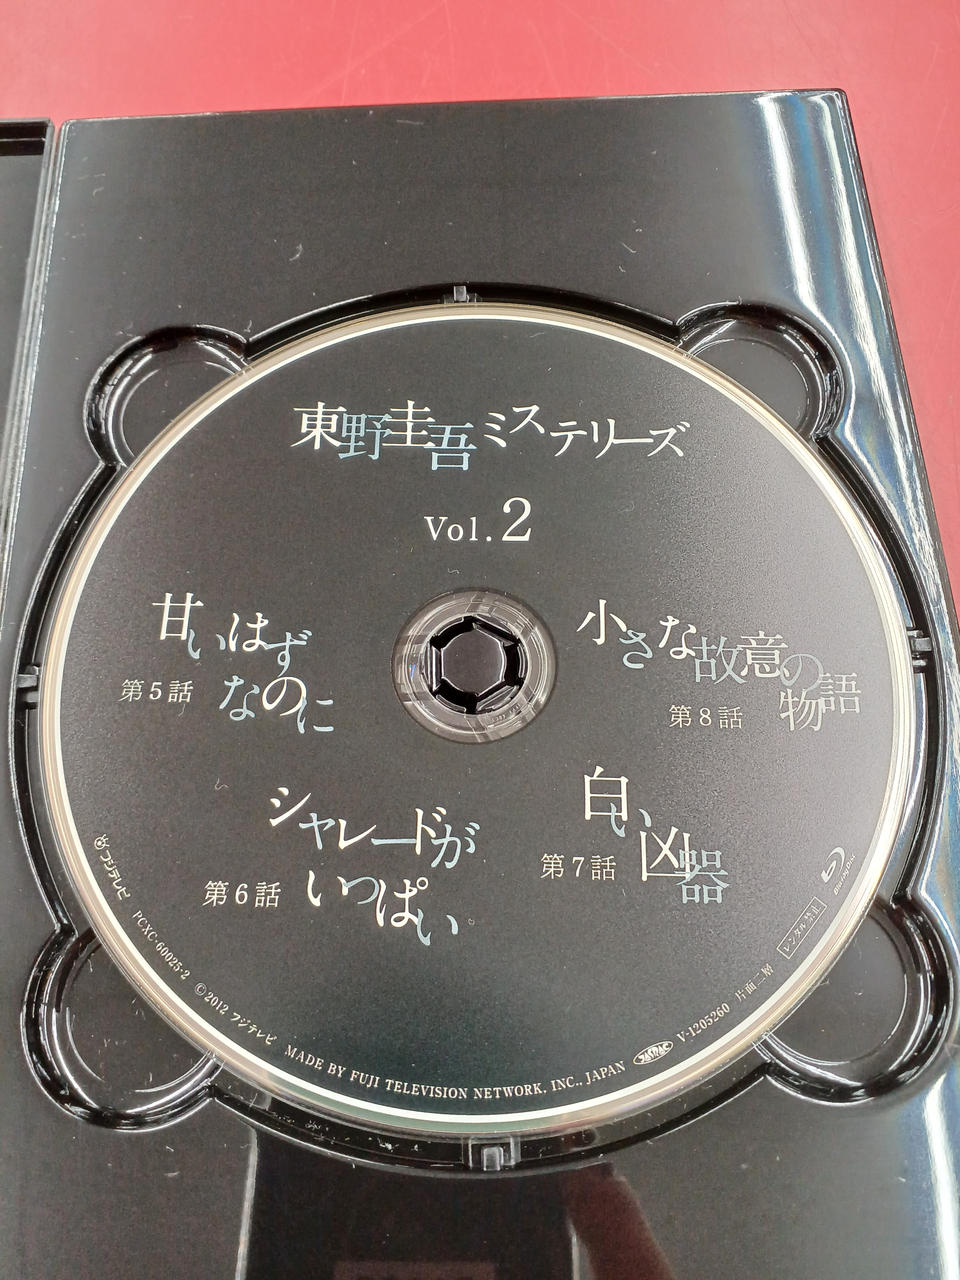 東野圭吾ミステリーズ
Vol.2
甘いはず
なのに
第5話
小さな故意の
物語
第8話
シャレードが
いっぱい
第6話
白い
凶器
第7話
フジテレビ
PCXC-60025-2
©2012 フジテレビ
MADE BY FUJI TELEVISION NETWORK, INC., JAPAN
JASRAC
V-1205260
片面二層
レンタル禁止
Blu-ray Disc